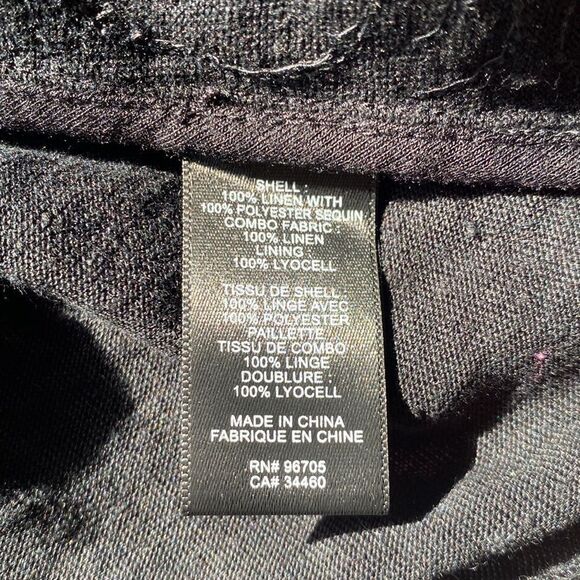 SHELL :
100% LINEN WITH
100% POLYESTER SEQUIN
COMBO FABRIC :
100% LINEN
LINING
100% LYOCELL
TISSU DE SHELL :
100% LINGE AVEC
100% POLYESTER
PAILLETTE
TISSU DE COMBO
100% LINGE
DOUBLURE :
100% LYOCELL
MADE IN CHINA
FABRIQUE EN CHINE
RN# 96705
CA# 34460